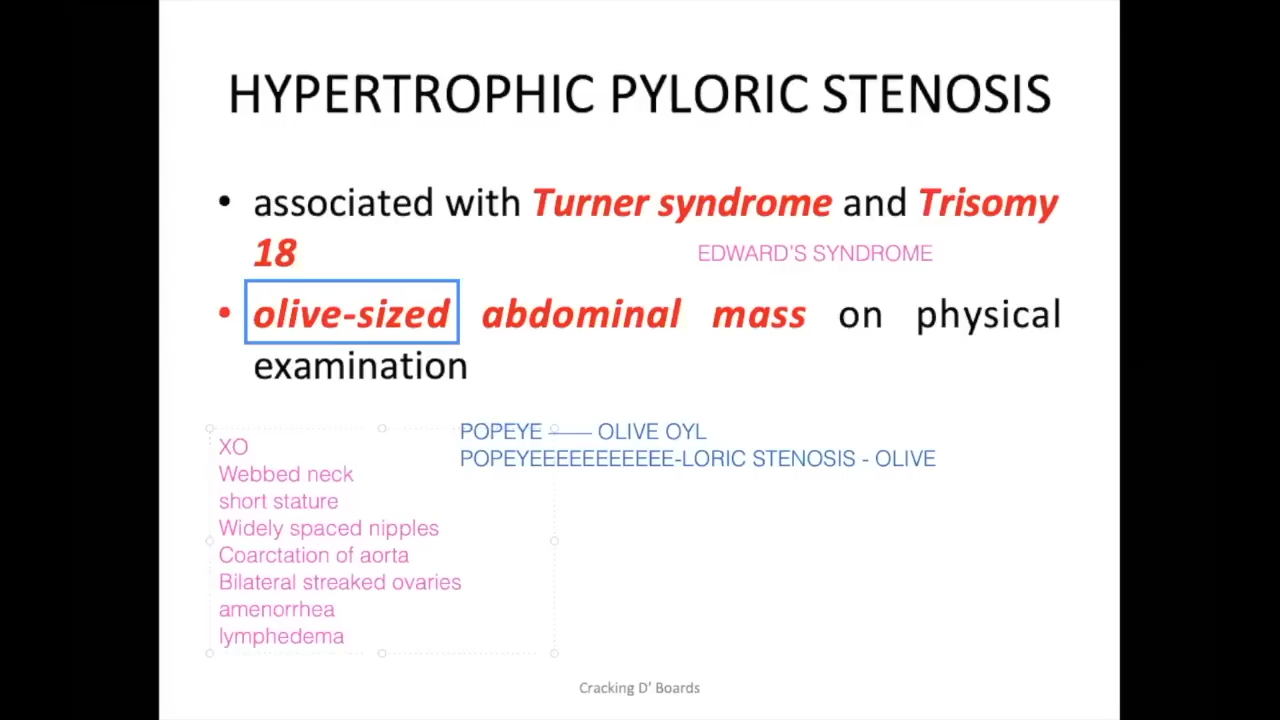 HYPERTROPHIC PYLORIC STENOSIS
• associated with Turner syndrome and Trisomy
18
EDWARD'S SYNDROME
• olive-sized abdominal mass on physical
examination
POPEYE —— OLIVE OYL
POPEYEEEEEEEEEEE-LORIC STENOSIS - OLIVE
XO
Webbed neck
short stature
Widely spaced nipples
Coarctation of aorta
Bilateral streaked ovaries
amenorrhea
lymphedema
Cracking D' Boards